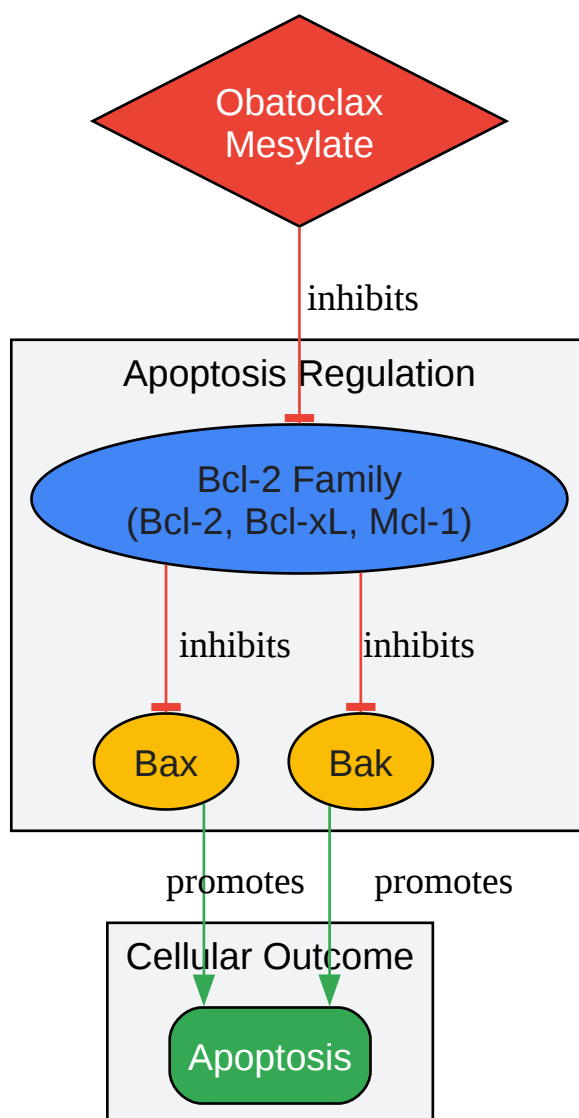 Obatoclax
Mesylate
inhibits
Apoptosis Regulation
Bcl-2 Family
(Bcl-2, Bcl-xL, Mcl-1)
inhibits
inhibits
Bax
Bak
promotes
promotes
Cellular Outcome
Apoptosis